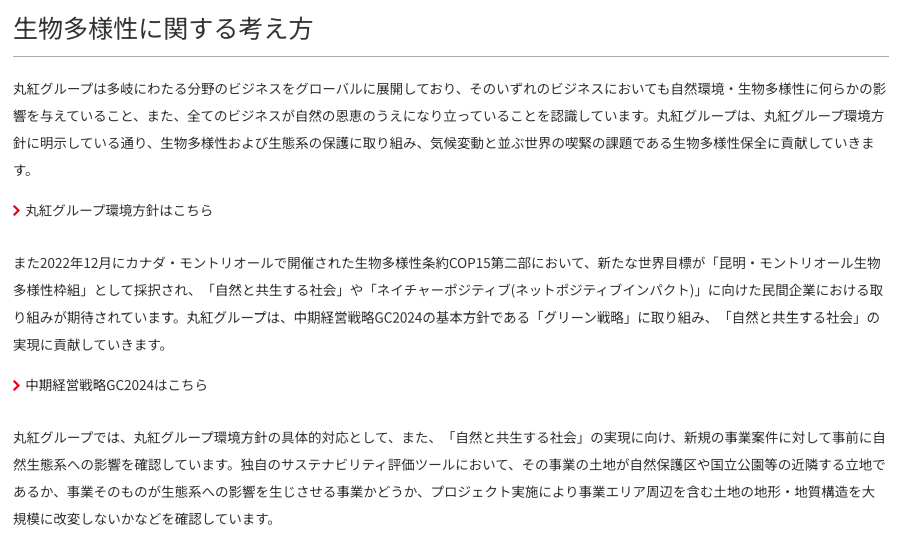 生物多様性に関する考え方
丸紅グループは多岐にわたる分野のビジネスをグローバルに展開しており、そのいずれのビジネスにおいても自然環境・生物多様性に何らかの影
響を与えていること、また、全てのビジネスが自然の恩恵のうえになり立っていることを認識しています。丸紅グループは、丸紅グループ環境方
針に明示している通り、生物多様性および生態系の保護に取り組み、気候変動と並ぶ世界の喫緊の課題である生物多様性保全に貢献していきま
す。
丸紅グループ環境方針はこちら
また2022年12月にカナダ・モントリオールで開催された生物多様性条約COP15第二部において、新たな世界目標が「昆明・モントリオール生物
多様性枠組」として採択され、「自然と共生する社会」や「ネイチャーポジティブ(ネットポジティブインパクト)」に向けた民間企業における取
り組みが期待されています。丸紅グループは、中期経営戦略GC2024の基本方針である「グリーン戦略」に取り組み、「自然と共生する社会」の
実現に貢献していきます。
中期経営戦略GC2024はこちら
丸紅グループでは、丸紅グループ環境方針の具体的対応として、また、「自然と共生する社会」の実現に向け、新規の事業案件に対して事前に自
然生態系への影響を確認しています。独自のサステナビリティ評価ツールにおいて、その事業の土地が自然保護区や国立公園等の近隣する立地で
あるか、事業そのものが生態系への影響を生じさせる事業かどうか、プロジェクト実施により事業エリア周辺を含む土地の地形・地質構造を大
規模に改変しないかなどを確認しています。